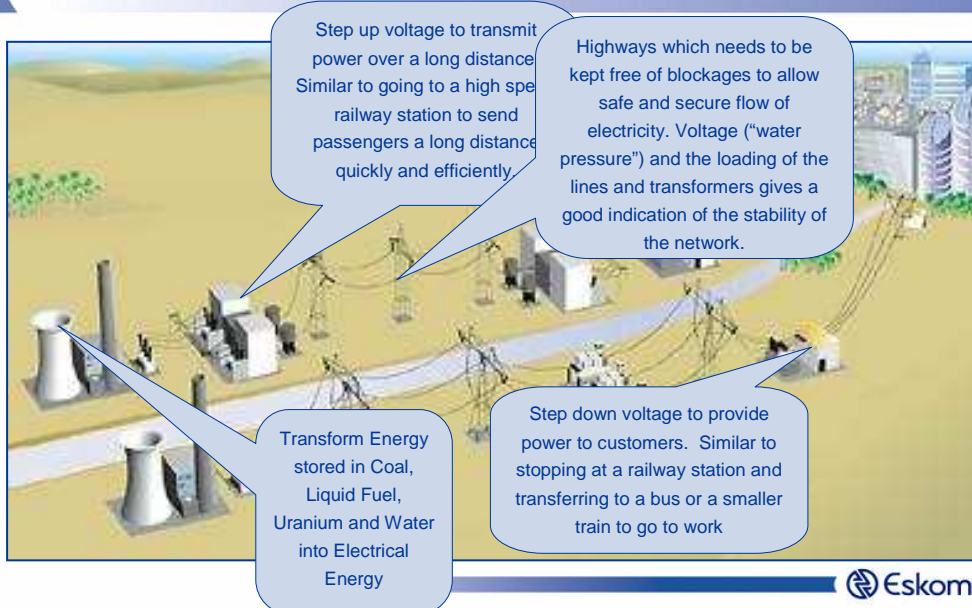 Step up voltage to transmit
power over a long distance
Similar to going to a high
railway station to send
passengers a long distance
quickly and efficiently.
Highways which needs to be
kept free of blockages to allow
safe and secure flow of
electricity. Voltage (“water
pressure”) and the loading of the
lines and transformers gives a
good indication of the stability of
the network.
Transform Energy
stored in Coal,
Liquid Fuel,
Uranium and Water
into Electrical
Energy
Step down voltage to provide
power to customers. Similar to
stopping at a railway station and
transferring to a bus or a smaller
train to go to work
Eskom